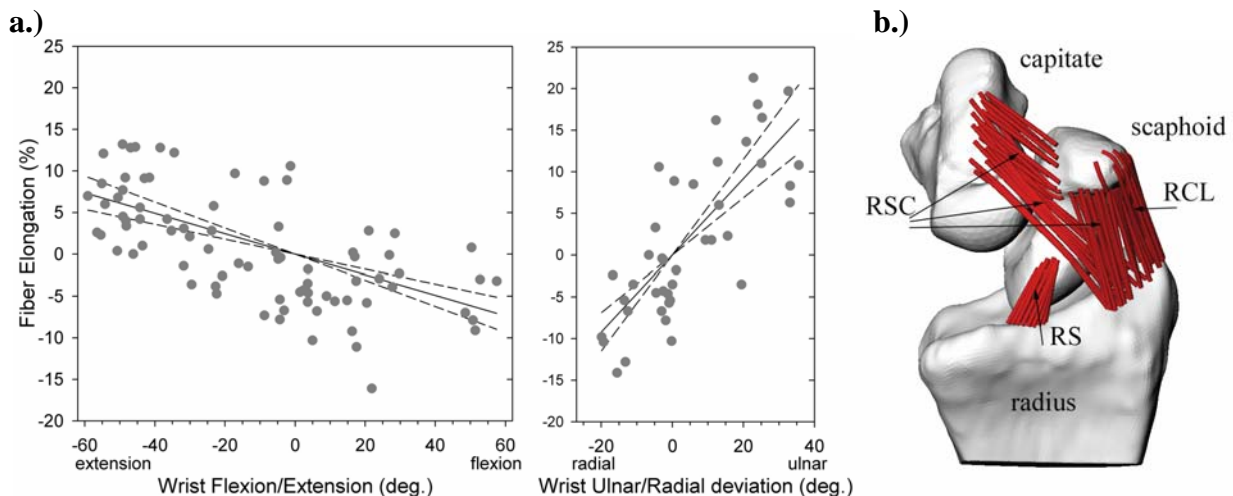 a.)
Fiber Elongation (%)
25
20
15
10
5
0
-5
-10
-15
-20
-60 -40 -20 0 20 40 60
extension flexion
Wrist Flexion/Extension (deg.)
25
20
15
10
5
0
-5
-10
-15
-20
-20 0 20 40
radial ulnar
Wrist Ulnar/Radial deviation (deg.)
b.)
capitate
scaphoid
RSC
RCL
RS
radius